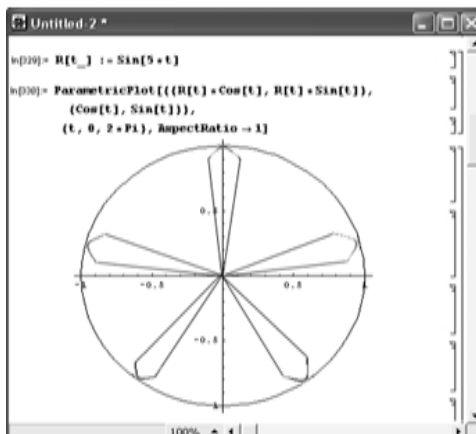 Untitled-2 *
In[329]:= R[t_] := Sin[5*t]
In[330]:= ParametricPlot[{{R[t]*Cos[t], R[t]*Sin[t]},
{Cos[t], Sin[t]}},
{t, 0, 2*Pi}, AspectRatio → 1]
0.5
-1 -0.5 0.5 1
-0.5
-1
100%